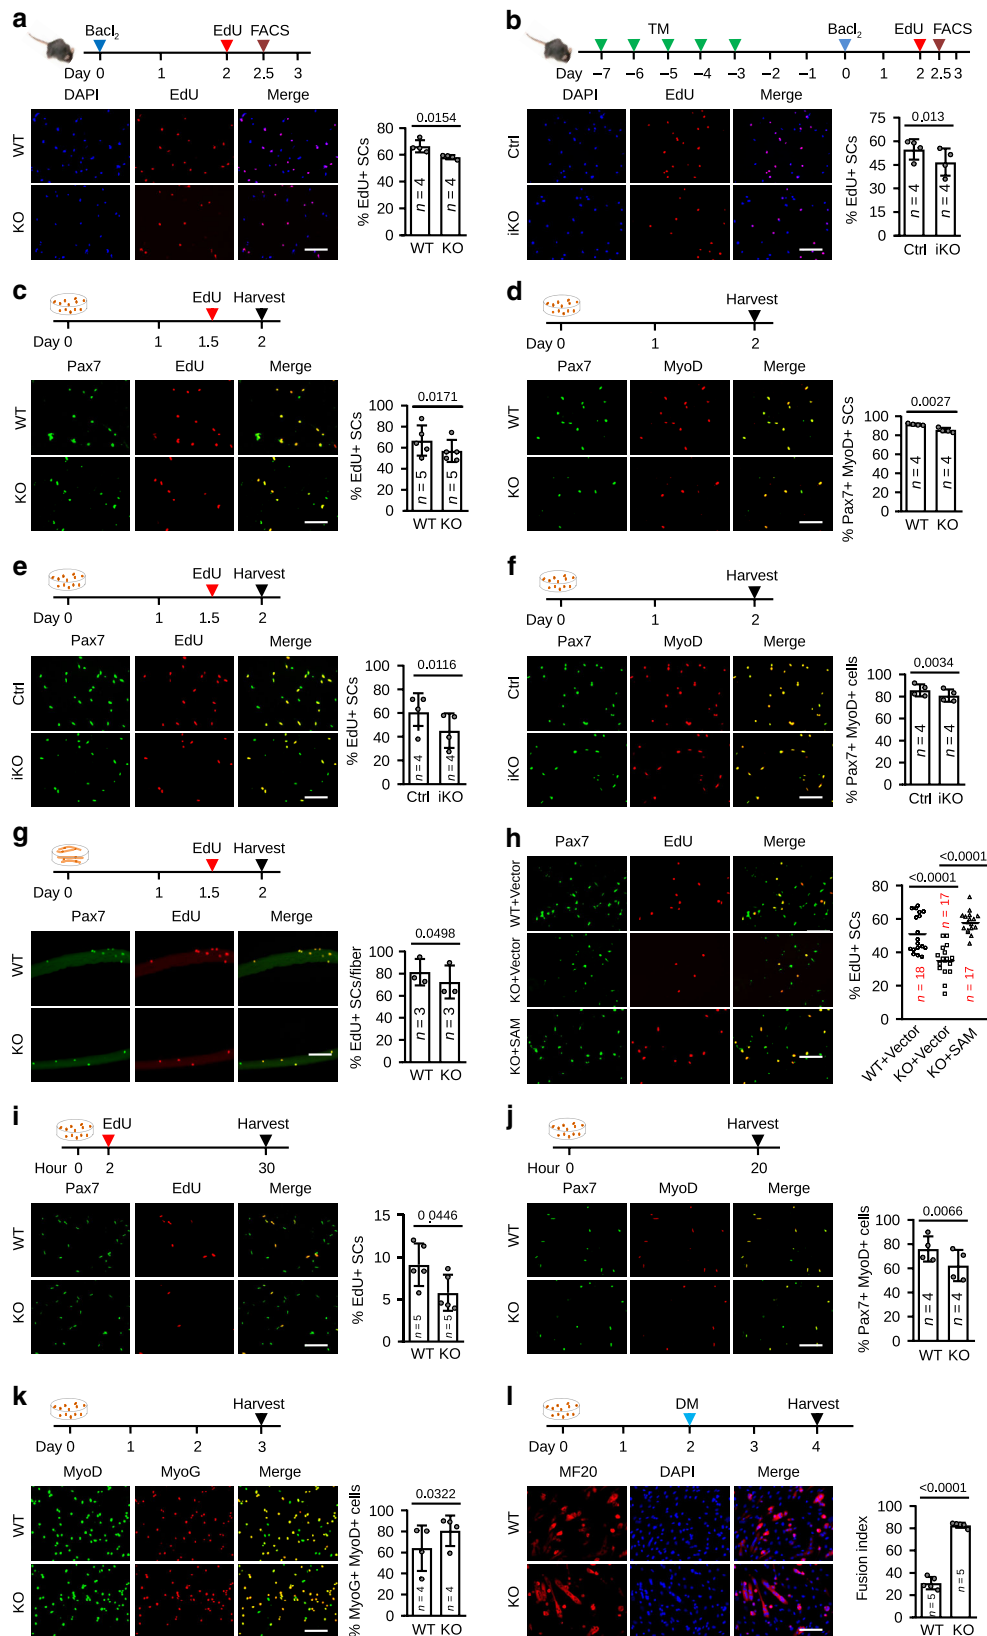 a
BacI₂ EdU FACS
Day 0 1 2 2.5 3
DAPI EdU Merge
WT
KO
% EdU+ SCs
80
60
40
20
0
0.0154
n = 4
n = 4
WT KO
b
TM BacI₂ EdU FACS
Day −7 −6 −5 −4 −3 −2 −1 0 1 2 2.5 3
DAPI EdU Merge
Ctrl
iKO
% EdU+ SCs
75
60
45
30
15
0
0.013
n = 4
n = 4
Ctrl iKO
c
EdU Harvest
Day 0 1 1.5 2
Pax7 EdU Merge
WT
KO
% EdU+ SCs
100
80
60
40
20
0
0.0171
n = 5
n = 5
WT KO
d
Harvest
Day 0 1 2
Pax7 MyoD Merge
WT
KO
% Pax7+ MyoD+ SCs
100
80
60
40
20
0
0.0027
n = 4
n = 4
WT KO
e
EdU Harvest
Day 0 1 1.5 2
Pax7 EdU Merge
Ctrl
iKO
% EdU+ SCs
100
80
60
40
20
0
0.0116
n = 4
n = 4
Ctrl iKO
f
Harvest
Day 0 1 2
Pax7 MyoD Merge
Ctrl
iKO
% Pax7+ MyoD+ cells
100
80
60
40
20
0
0.0034
n = 4
n = 4
Ctrl iKO
g
EdU Harvest
Day 0 1 1.5 2
Pax7 EdU Merge
WT
KO
% EdU+ SCs/fiber
100
80
60
40
20
0
0.0498
n = 3
n = 3
WT KO
h
Pax7 EdU Merge
WT+Vector
KO+Vector
KO+SAM
% EdU+ SCs
80
60
40
20
0
<0.0001
<0.0001
n = 18
n = 17
n = 17
WT+Vector
KO+Vector
KO+SAM
i
EdU Harvest
Hour 0 2 30
Pax7 EdU Merge
WT
KO
% EdU+ SCs
15
10
5
0
0.0446
n = 5
n = 5
WT KO
j
Harvest
Hour 0 20
Pax7 MyoD Merge
WT
KO
% Pax7+ MyoD+ cells
100
80
60
40
20
0
0.0066
n = 4
n = 4
WT KO
k
Harvest
Day 0 1 2 3
MyoD MyoG Merge
WT
KO
% MyoG+ MyoD+ cells
100
80
60
40
20
0
0.0322
n = 4
n = 4
WT KO
l
DM Harvest
Day 0 1 2 3 4
MF20 DAPI Merge
WT
KO
Fusion index
100
80
60
40
20
0
<0.0001
n = 5
n = 5
WT KO